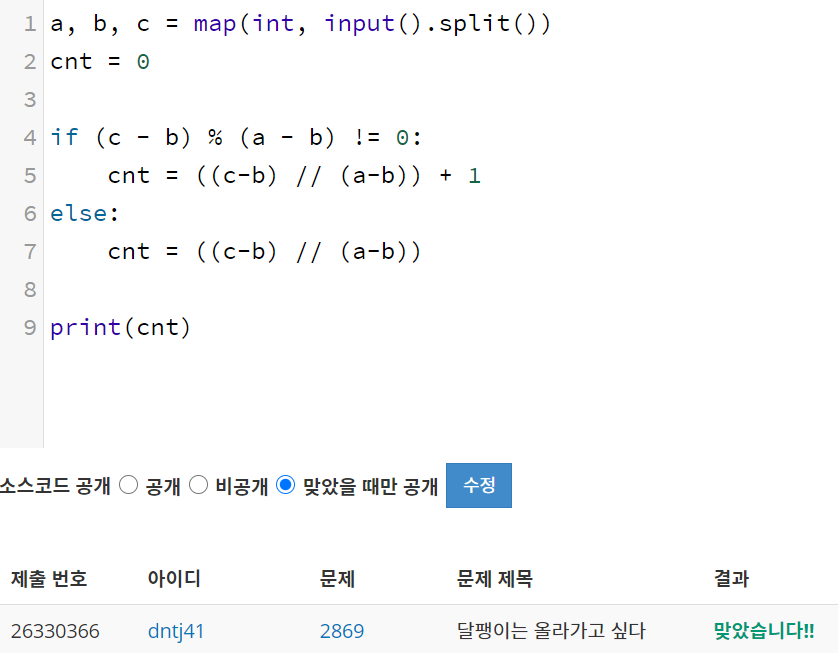 1 a, b, c = map(int, input().split())
2 cnt = 0
3
4 if (c - b) % (a - b) != 0:
5     cnt = ((c-b) // (a-b)) + 1
6 else:
7     cnt = ((c-b) // (a-b))
8
9 print(cnt)
소스코드 공개 공개 비공개 맞았을 때만 공개 수정
제출 번호 아이디 문제 문제 제목 결과
26330366 dntj41 2869 달팽이는 올라가고 싶다 맞았습니다!!